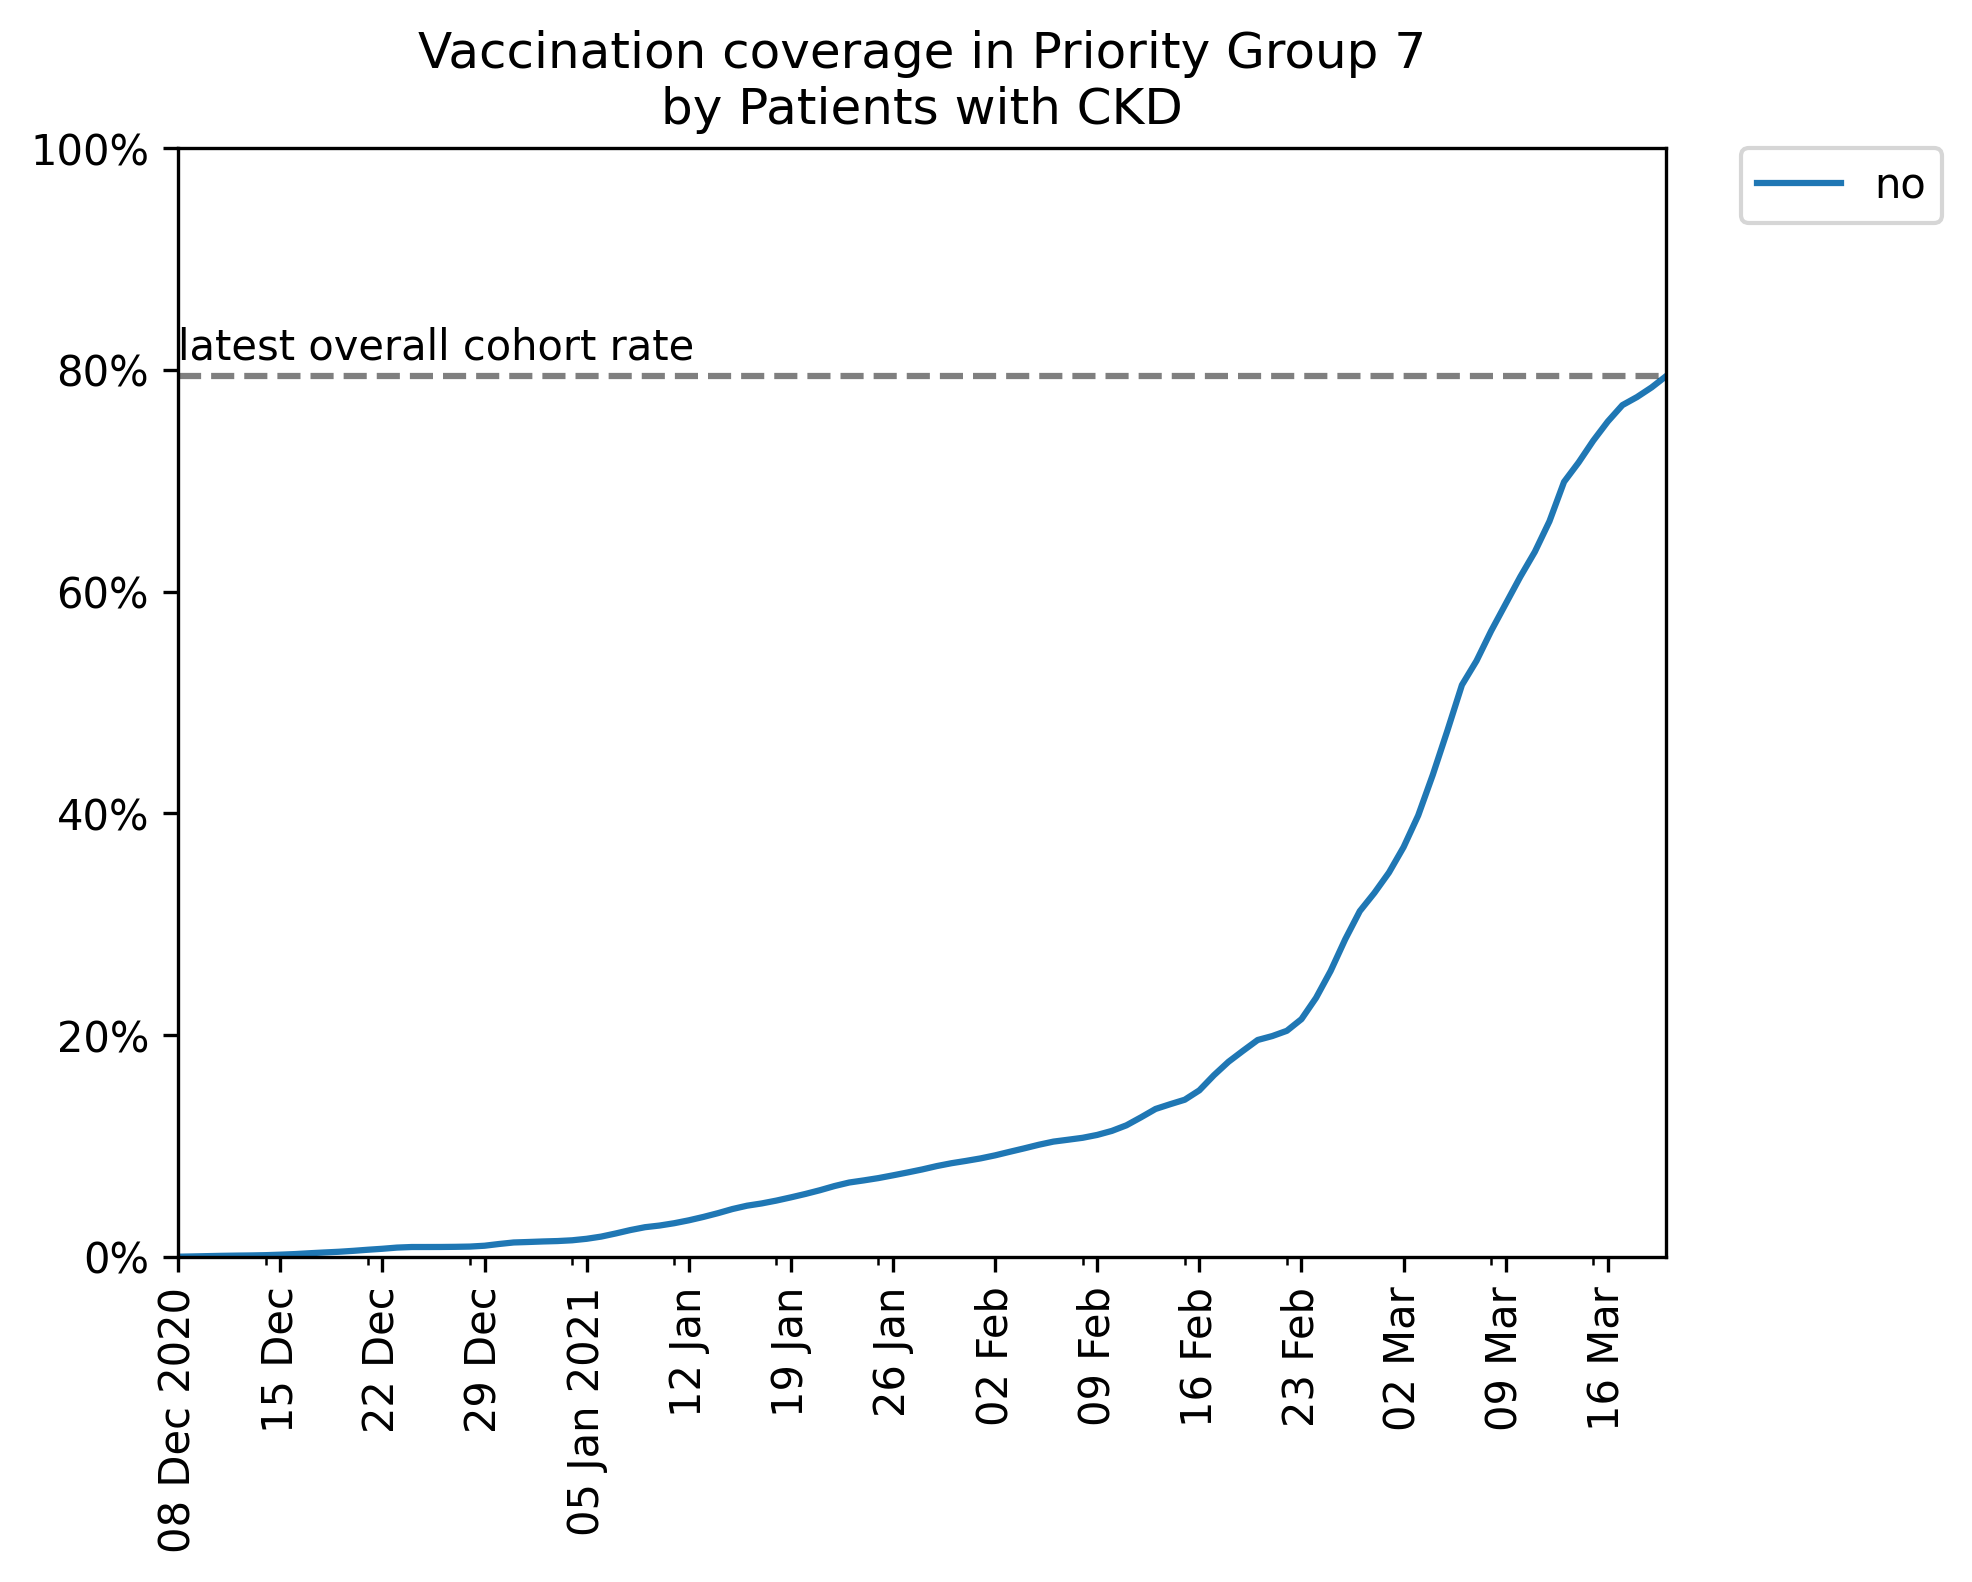 Vaccination coverage in Priority Group 7
by Patients with CKD
100%
80%
60%
40%
20%
0%
latest overall cohort rate
no
08 Dec 2020
15 Dec
22 Dec
29 Dec
05 Jan 2021
12 Jan
19 Jan
26 Jan
02 Feb
09 Feb
16 Feb
23 Feb
02 Mar
09 Mar
16 Mar